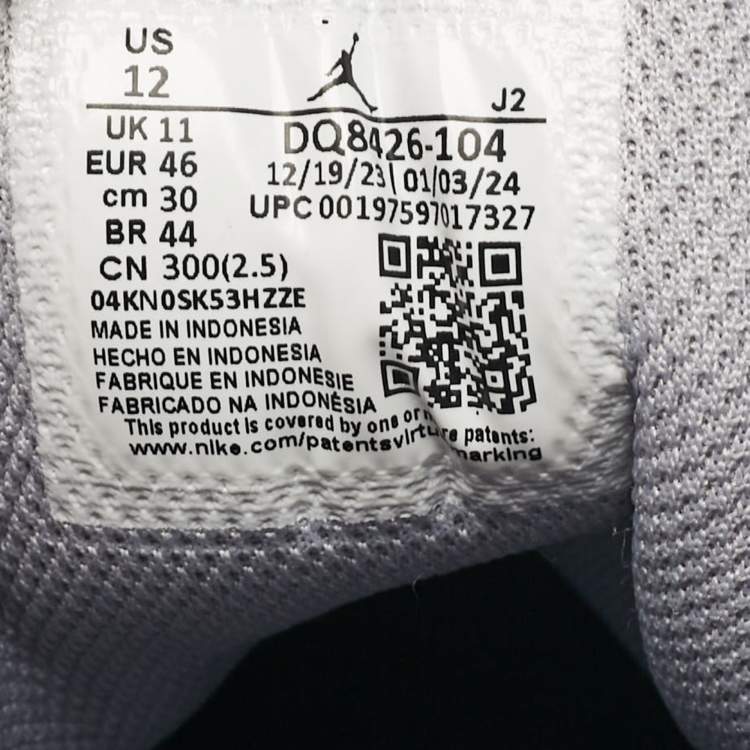 US
12
J2
UK 11
EUR 46
cm 30
BR 44
CN 300(2.5)
DQ8426-104
12/19/23| 01/03/24
UPC 00197597017327
04KN0SK53HZZE
MADE IN INDONESIA
HECHO EN INDONESIA
FABRIQUE EN INDONESIE
FABRICADO NA INDONÉSIA
This product is covered by one or patents:
www.nike.com/patentsvirtu marking